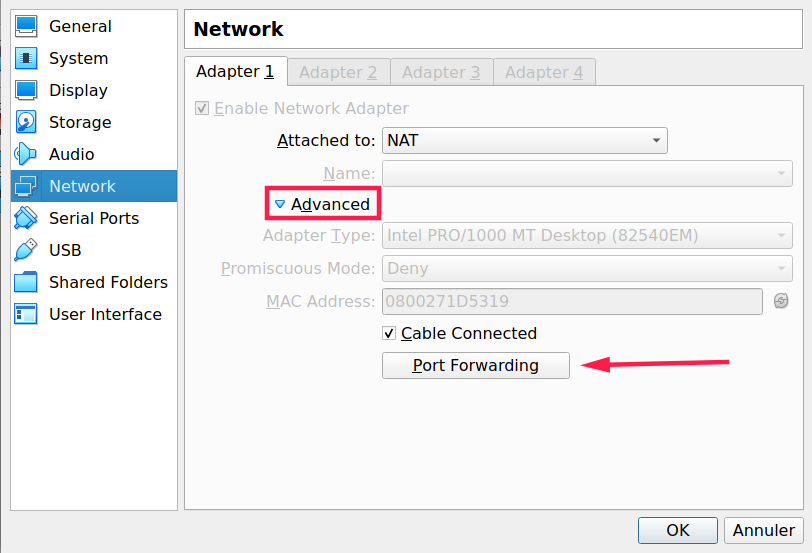 General
System
Display
Storage
Audio
Network
Serial Ports
USB
Shared Folders
User Interface
Network
Adapter 1 Adapter 2 Adapter 3 Adapter 4
Enable Network Adapter
Attached to: NAT
Name:
Advanced
Adapter Type: Intel PRO/1000 MT Desktop (82540EM)
Promiscuous Mode: Deny
MAC Address: 0800271D5319
Cable Connected
Port Forwarding
OK Annuler